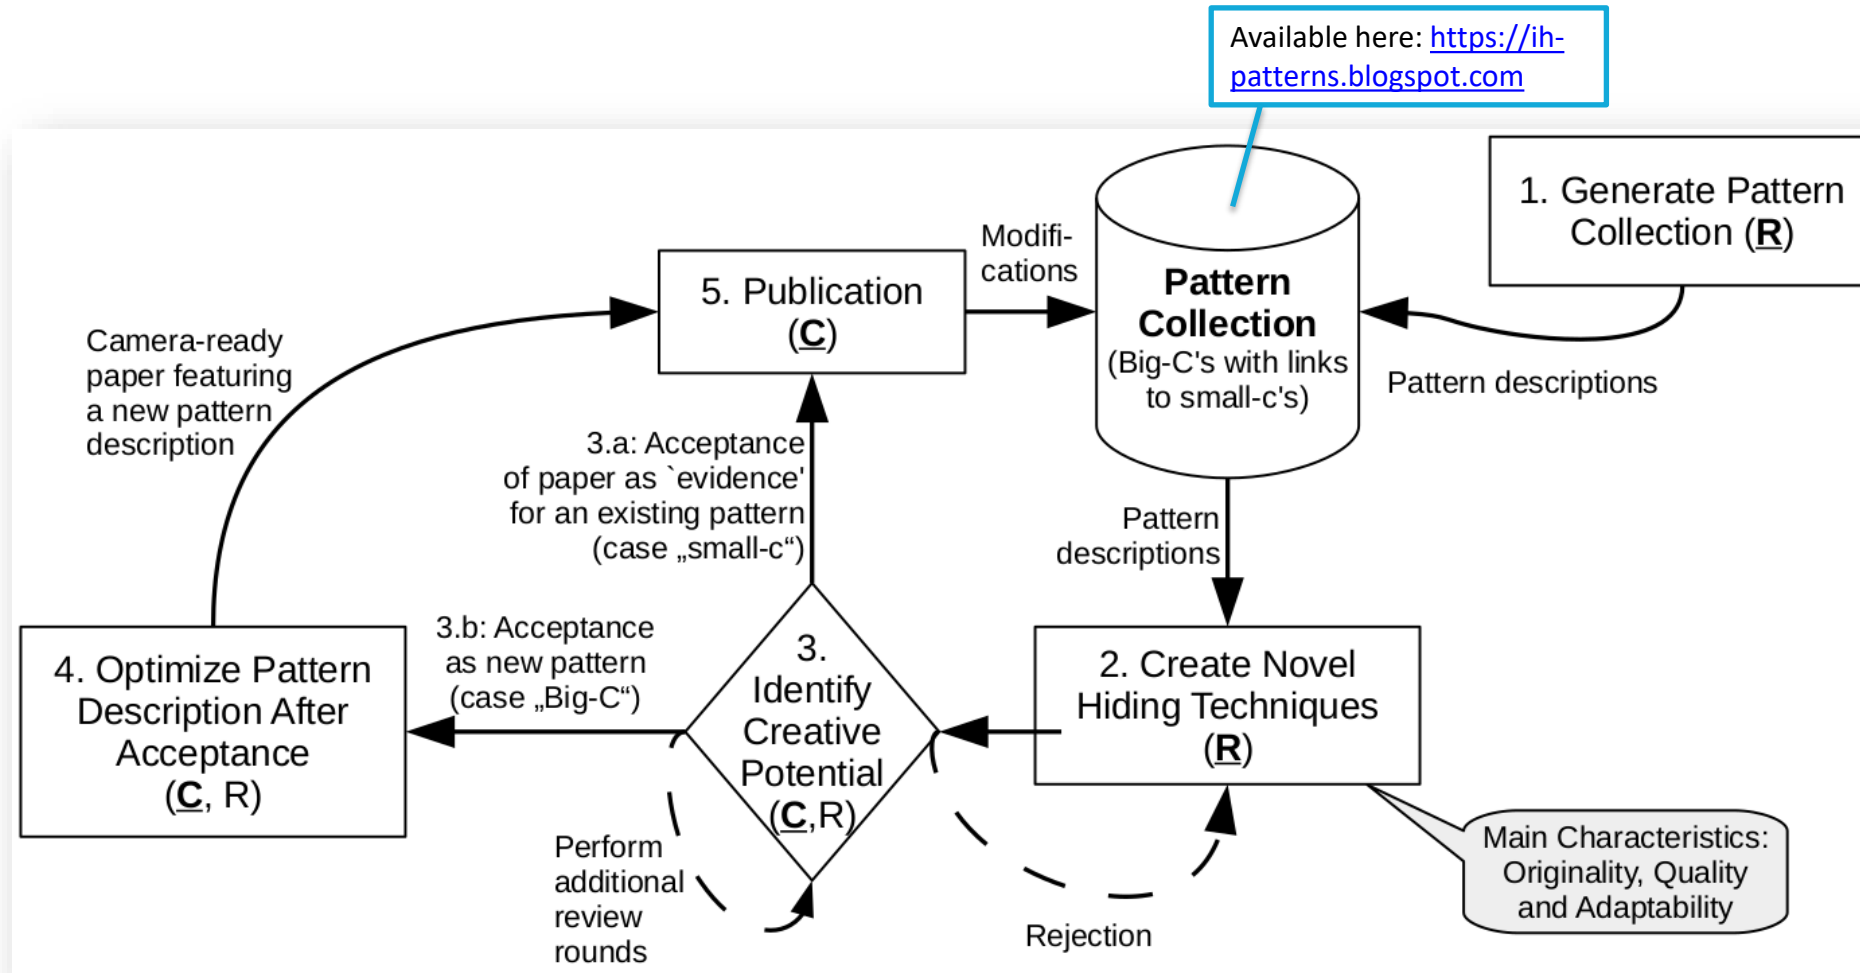 Available here: https://ih-
patterns.blogspot.com
1. Generate Pattern
Collection (R)
Modifi-
cations
5. Publication
(C)
Pattern
Collection
(Big-C's with links
to small-c's)
Pattern descriptions
Camera-ready
paper featuring
a new pattern
description
3.a: Acceptance
of paper as `evidence'
for an existing pattern
(case „small-c“)
Pattern
descriptions
3.b: Acceptance
as new pattern
(case „Big-C“)
4. Optimize Pattern
Description After
Acceptance
(C, R)
3.
Identify
Creative
Potential
(C,R)
2. Create Novel
Hiding Techniques
(R)
Perform
additional
review
rounds
Rejection
Main Characteristics:
Originality, Quality
and Adaptability